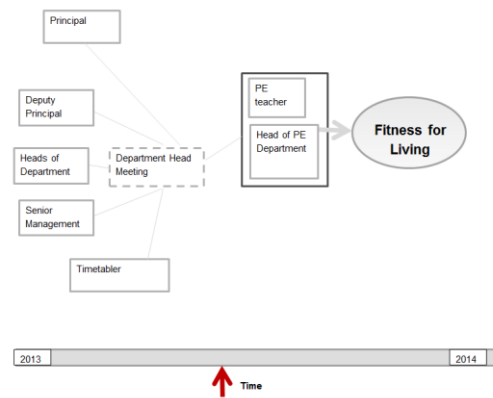 Principal
PE
teacher
Deputy
Principal
Head of PE
Department
Fitness for
Living
Heads of
Department
Department Head
Meeting
Senior
Management
Timetabler
2013
2014
Time